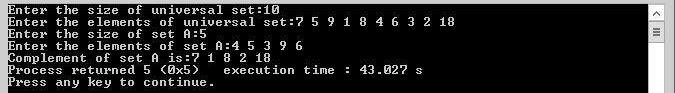 Enter the size of universal set:10
Enter the elements of universal set:7 5 9 1 8 4 6 3 2 18
Enter the size of set A:5
Enter the elements of set A:4 5 3 9 6
Complement of set A is:7 1 8 2 18
Process returned 5 (0x5)   execution time : 43.027 s
Press any key to continue.